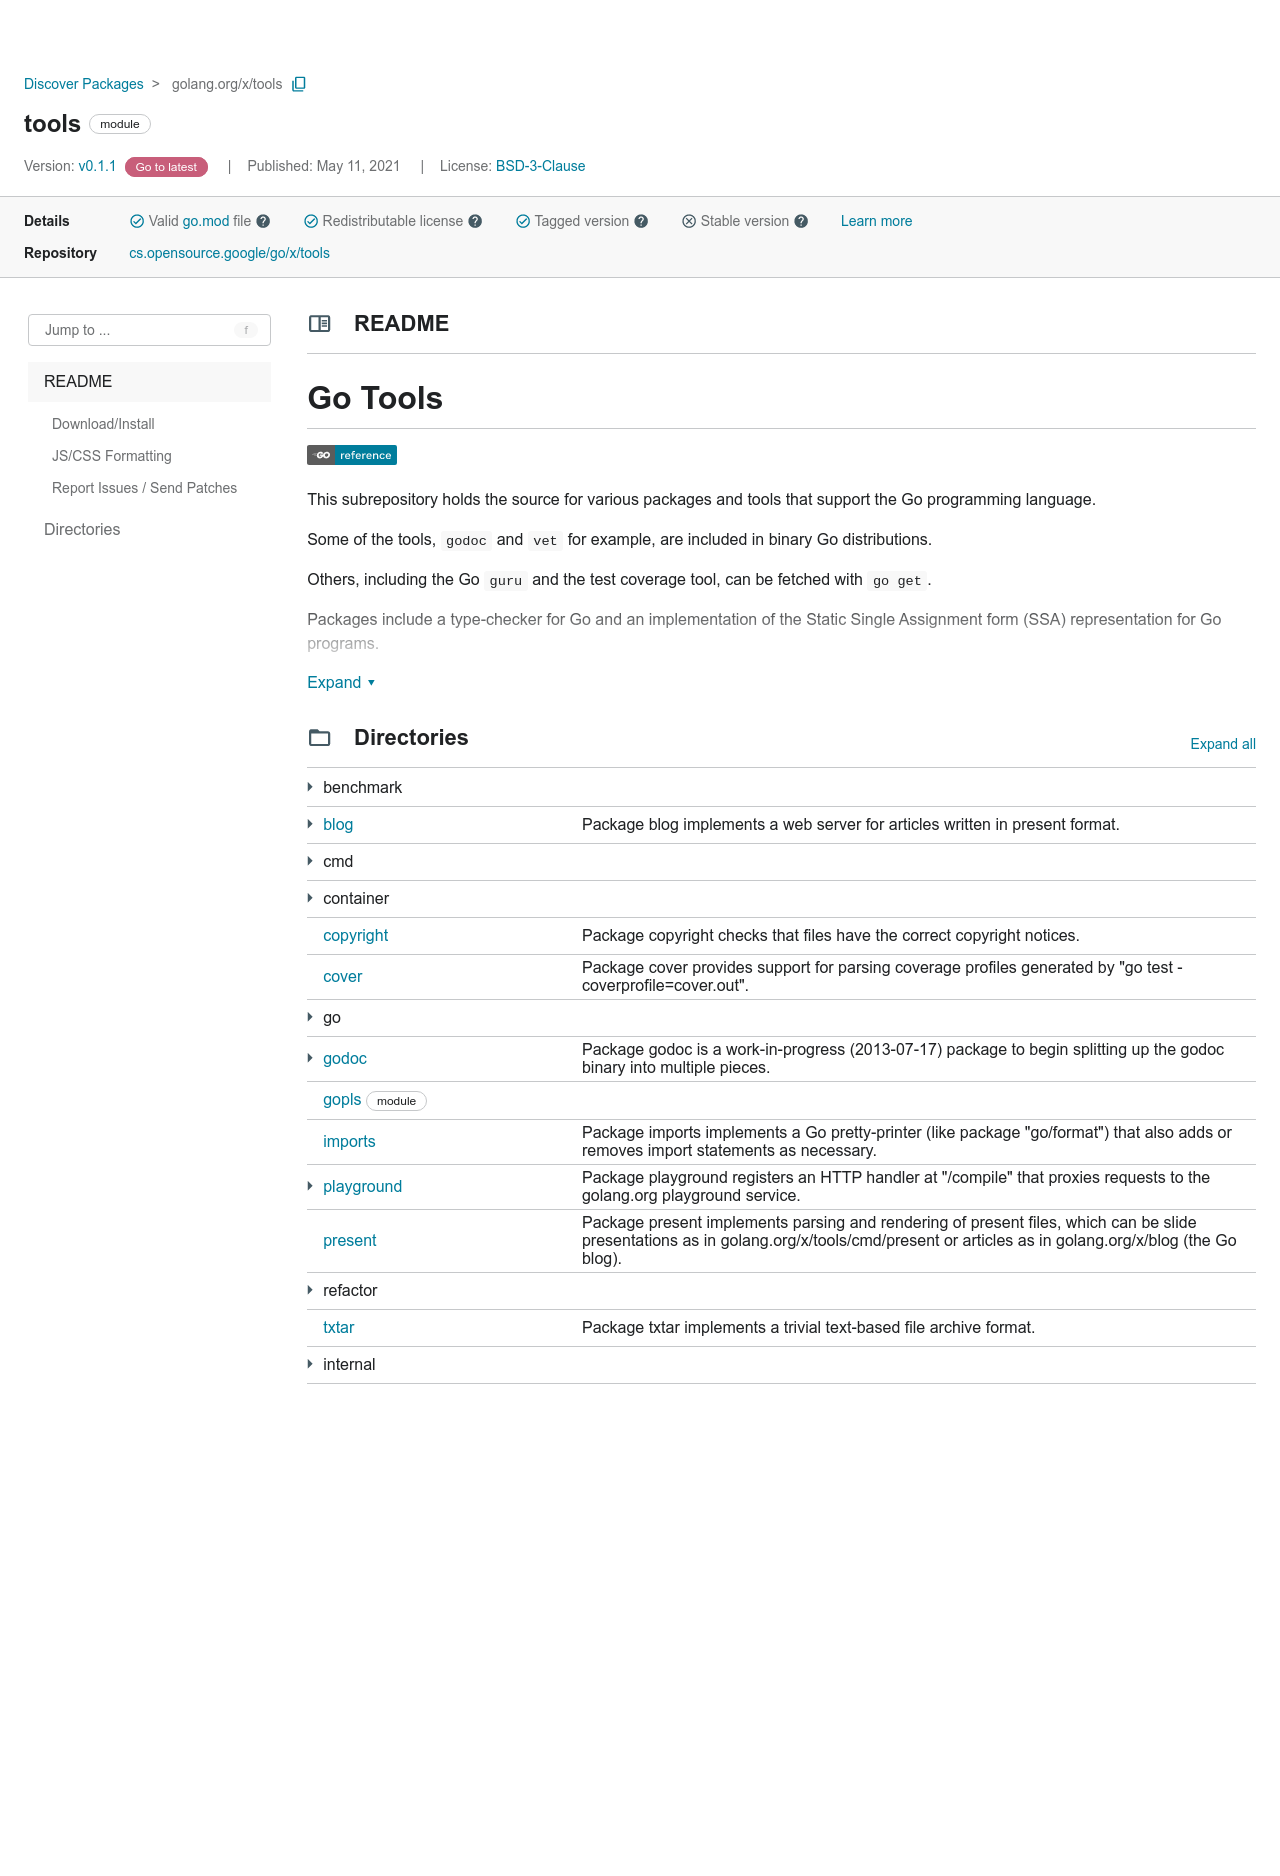 Discover Packages > golang.org/x/tools
tools module
Version: v0.1.1 Go to latest | Published: May 11, 2021 | License: BSD-3-Clause
Details Valid go.mod file Redistributable license Tagged version Stable version Learn more
Repository cs.opensource.google/go/x/tools
Jump to ... f
README
Download/Install
JS/CSS Formatting
Report Issues / Send Patches
Directories
README
Go Tools
GO reference
This subrepository holds the source for various packages and tools that support the Go programming language.
Some of the tools, godoc and vet for example, are included in binary Go distributions.
Others, including the Go guru and the test coverage tool, can be fetched with go get.
Packages include a type-checker for Go and an implementation of the Static Single Assignment form (SSA) representation for Go
programs.
Expand ▾
Directories
Expand all
benchmark
blog Package blog implements a web server for articles written in present format.
cmd
container
copyright Package copyright checks that files have the correct copyright notices.
cover Package cover provides support for parsing coverage profiles generated by "go test -
coverprofile=cover.out".
go
godoc Package godoc is a work-in-progress (2013-07-17) package to begin splitting up the godoc
binary into multiple pieces.
gopls module
imports Package imports implements a Go pretty-printer (like package "go/format") that also adds or
removes import statements as necessary.
playground Package playground registers an HTTP handler at "/compile" that proxies requests to the
golang.org playground service.
present Package present implements parsing and rendering of present files, which can be slide
presentations as in golang.org/x/tools/cmd/present or articles as in golang.org/x/blog (the Go
blog).
refactor
txtar Package txtar implements a trivial text-based file archive format.
internal